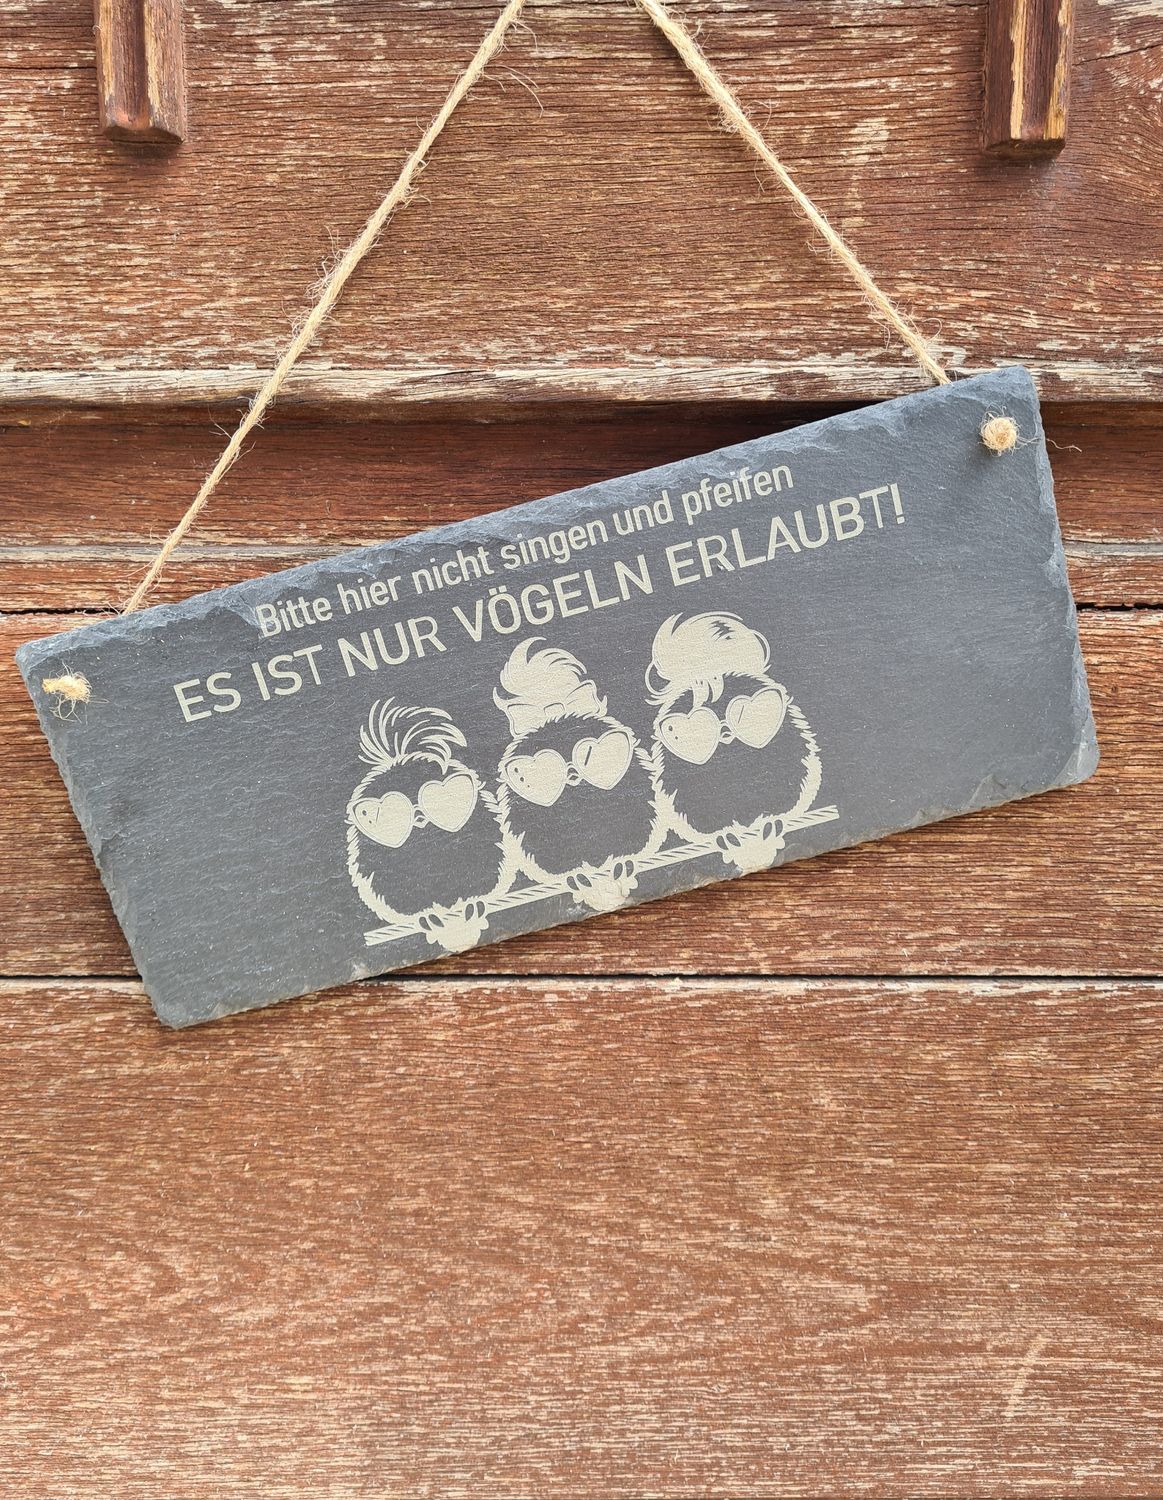 Bitte hier nicht singen und pfeifen
ES IST NUR VÖGELN ERLAUBT!